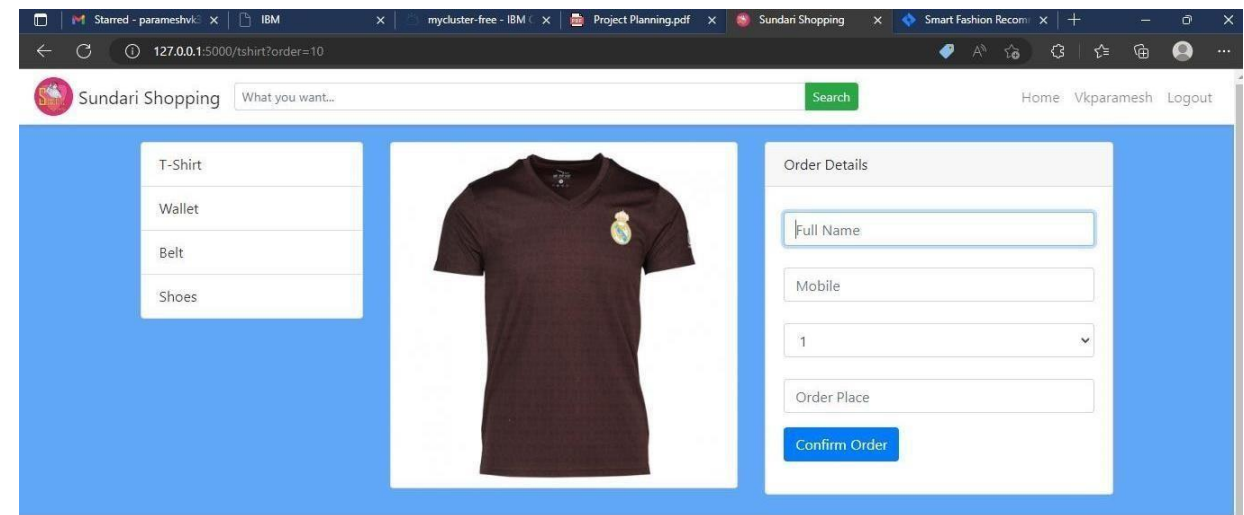 Starred - parameshvk
IBM
mycluster-free - IBM
Project Planning.pdf
Sundari Shopping
Smart Fashion Recom
127.0.0.1:5000/tshirt?order=10
Sundari Shopping
What you want...
Search
Home Vkparamesh Logout
T-Shirt
Wallet
Belt
Shoes
Order Details
Full Name
Mobile
1
Order Place
Confirm Order